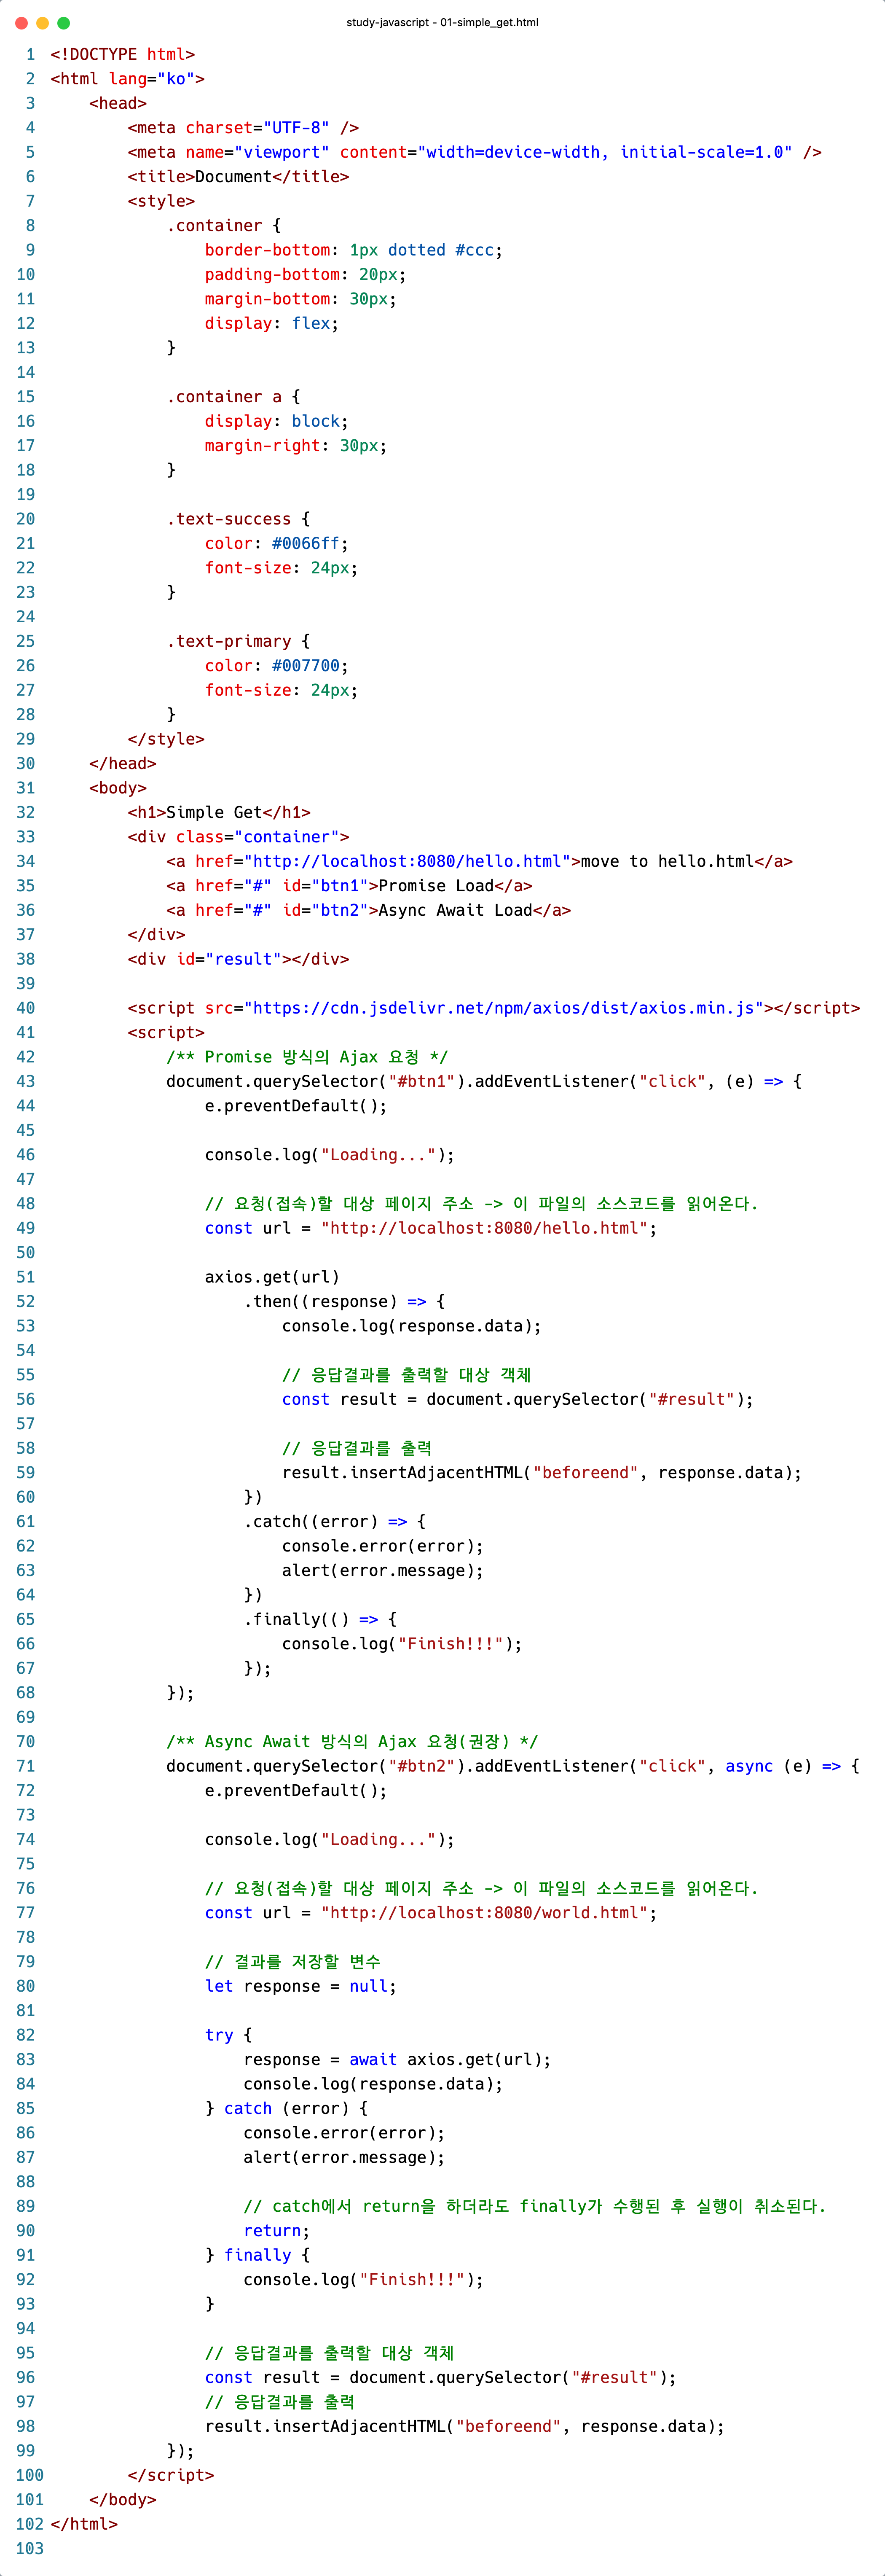 study-javascript - 01-simple_get.html
1 <!DOCTYPE html>
2 <html lang="ko">
3     <head>
4         <meta charset="UTF-8" />
5         <meta name="viewport" content="width=device-width, initial-scale=1.0" />
6         <title>Document</title>
7         <style>
8             .container {
9                 border-bottom: 1px dotted #ccc;
10                 padding-bottom: 20px;
11                 margin-bottom: 30px;
12                 display: flex;
13             }
14
15             .container a {
16                 display: block;
17                 margin-right: 30px;
18             }
19
20             .text-success {
21                 color: #0066ff;
22                 font-size: 24px;
23             }
24
25             .text-primary {
26                 color: #007700;
27                 font-size: 24px;
28             }
29         </style>
30     </head>
31     <body>
32         <h1>Simple Get</h1>
33         <div class="container">
34             <a href="http://localhost:8080/hello.html">move to hello.html</a>
35             <a href="#" id="btn1">Promise Load</a>
36             <a href="#" id="btn2">Async Await Load</a>
37         </div>
38         <div id="result"></div>
39
40         <script src="https://cdn.jsdelivr.net/npm/axios/dist/axios.min.js"></script>
41         <script>
42             /** Promise 방식의 Ajax 요청 */
43             document.querySelector("#btn1").addEventListener("click", (e) => {
44                 e.preventDefault();
45
46                 console.log("Loading...");
47
48                 // 요청(접속)할 대상 페이지 주소 -> 이 파일의 소스코드를 읽어온다.
49                 const url = "http://localhost:8080/hello.html";
50
51                 axios.get(url)
52                     .then((response) => {
53                         console.log(response.data);
54
55                         // 응답결과를 출력할 대상 객체
56                         const result = document.querySelector("#result");
57
58                         // 응답결과를 출력
59                         result.insertAdjacentHTML("beforeend", response.data);
60                     })
61                     .catch((error) => {
62                         console.error(error);
63                         alert(error.message);
64                     })
65                     .finally(() => {
66                         console.log("Finish!!!");
67                     });
68             });
69
70             /** Async Await 방식의 Ajax 요청(권장) */
71             document.querySelector("#btn2").addEventListener("click", async (e) => {
72                 e.preventDefault();
73
74                 console.log("Loading...");
75
76                 // 요청(접속)할 대상 페이지 주소 -> 이 파일의 소스코드를 읽어온다.
77                 const url = "http://localhost:8080/world.html";
78
79                 // 결과를 저장할 변수
80                 let response = null;
81
82                 try {
83                     response = await axios.get(url);
84                     console.log(response.data);
85                 } catch (error) {
86                     console.error(error);
87                     alert(error.message);
88
89                     // catch에서 return을 하더라도 finally가 수행된 후 실행이 취소된다.
90                     return;
91                 } finally {
92                     console.log("Finish!!!");
93                 }
94
95                 // 응답결과를 출력할 대상 객체
96                 const result = document.querySelector("#result");
97                 // 응답결과를 출력
98                 result.insertAdjacentHTML("beforeend", response.data);
99             });
100         </script>
101     </body>
102 </html>
103